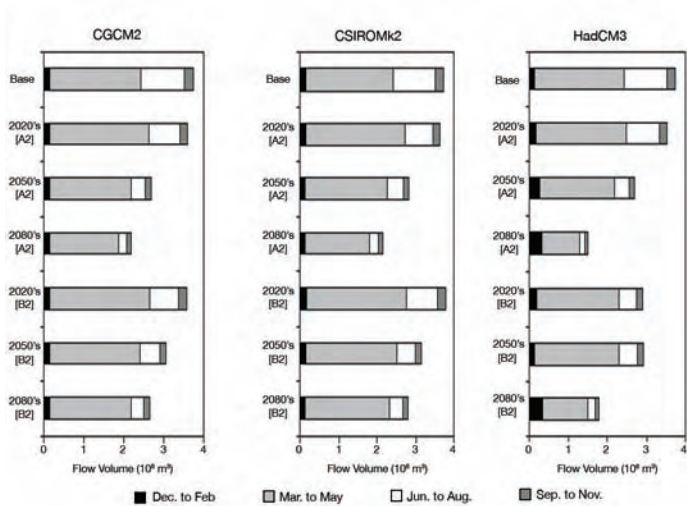 CGCM2
Base
2020's
[A2]
2050's
[A2]
2080's
[A2]
2020's
[B2]
2050's
[B2]
2080's
[B2]
0 1 2 3 4
Flow Volume (10⁶ m³)
CSIROMk2
Base
2020's
[A2]
2050's
[A2]
2080's
[A2]
2020's
[B2]
2050's
[B2]
2080's
[B2]
0 1 2 3 4
Flow Volume (10⁶ m³)
HadCM3
Base
2020's
[A2]
2050's
[A2]
2080's
[A2]
2020's
[B2]
2050's
[B2]
2080's
[B2]
0 1 2 3 4
Flow Volume (10⁶ m³)
Dec. to Feb Mar. to May Jun. to Aug. Sep. to Nov.